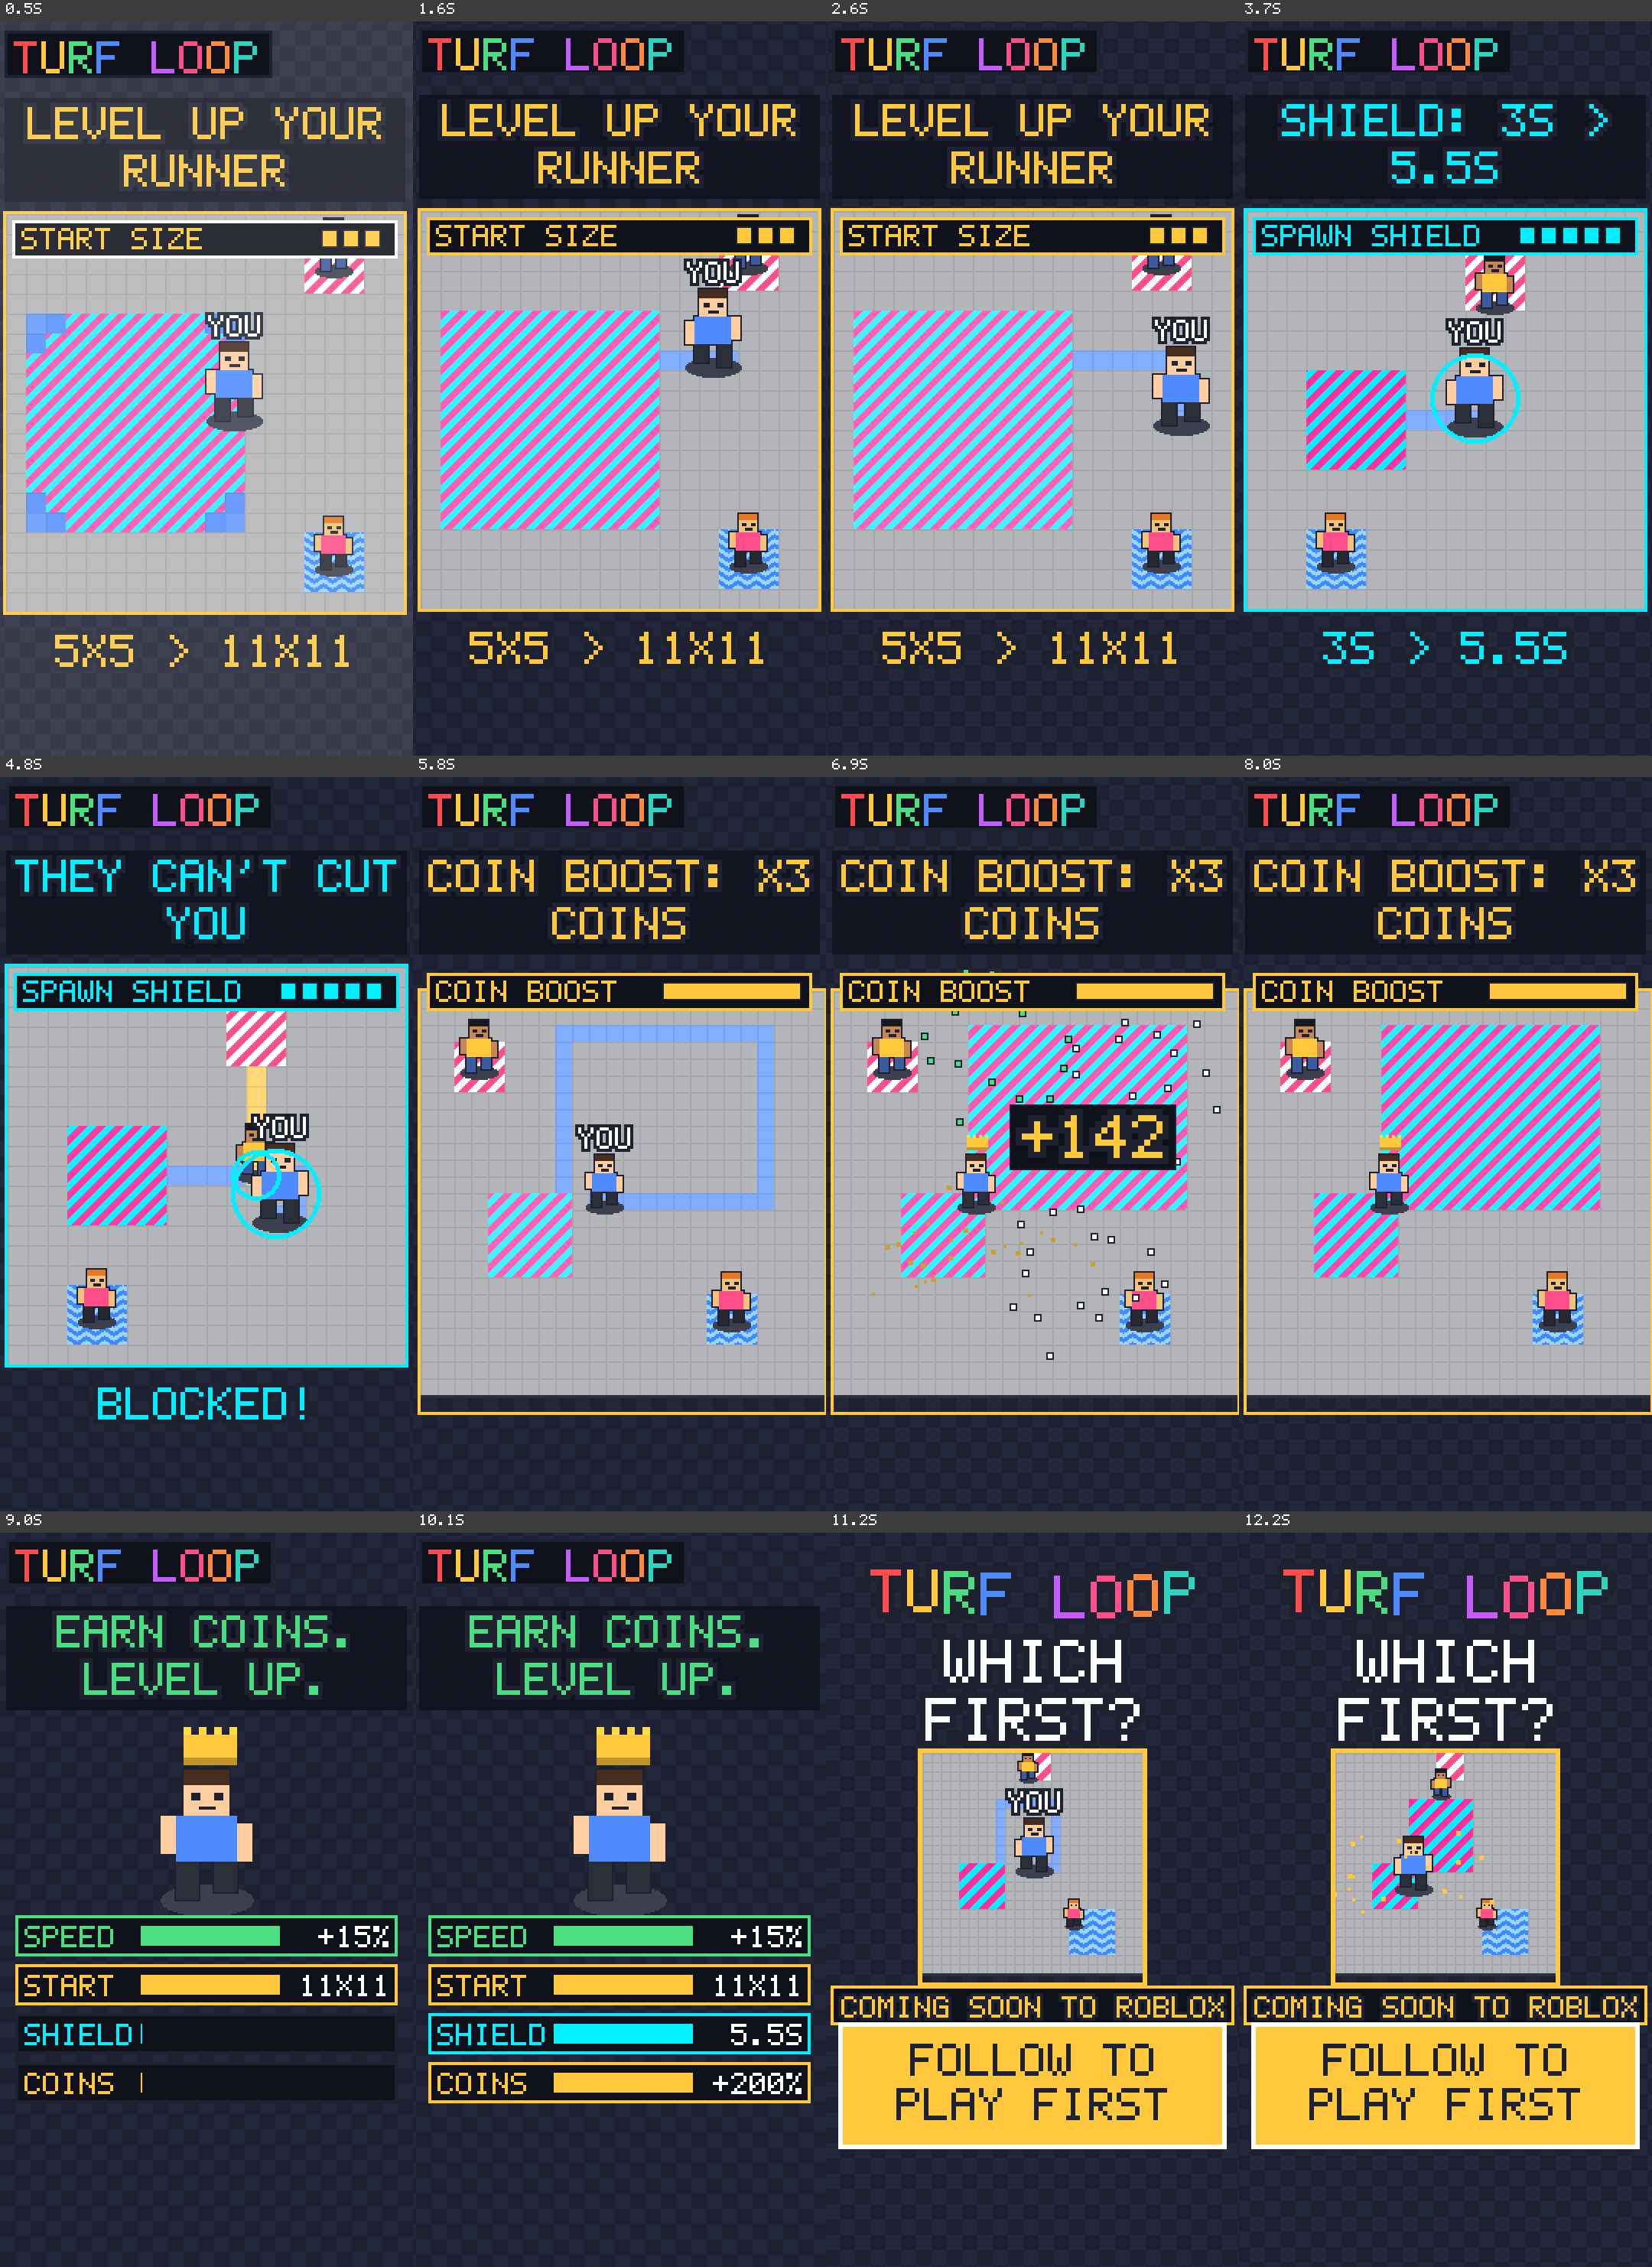 0.5S
TURF LOOP
LEVEL UP YOUR
RUNNER
START SIZE
YOU
5X5 > 11X11
1.6S
TURF LOOP
LEVEL UP YOUR
RUNNER
START SIZE
YOU
5X5 > 11X11
2.6S
TURF LOOP
LEVEL UP YOUR
RUNNER
START SIZE
YOU
5X5 > 11X11
3.7S
TURF LOOP
SHIELD: 3S >
5.5S
SPAWN SHIELD
YOU
3S > 5.5S
4.8S
TURF LOOP
THEY CAN'T CUT
YOU
SPAWN SHIELD
YOU
BLOCKED!
5.8S
TURF LOOP
COIN BOOST: X3
COINS
COIN BOOST
YOU
6.9S
TURF LOOP
COIN BOOST: X3
COINS
COIN BOOST
+142
8.0S
TURF LOOP
COIN BOOST: X3
COINS
COIN BOOST
9.0S
TURF LOOP
EARN COINS.
LEVEL UP.
SPEED +15%
START 11X11
SHIELD
COINS
10.1S
TURF LOOP
EARN COINS.
LEVEL UP.
SPEED +15%
START 11X11
SHIELD 5.5S
COINS +200%
11.2S
TURF LOOP
WHICH
FIRST?
YOU
COMING SOON TO ROBLOX
FOLLOW TO
PLAY FIRST
12.2S
TURF LOOP
WHICH
FIRST?
COMING SOON TO ROBLOX
FOLLOW TO
PLAY FIRST